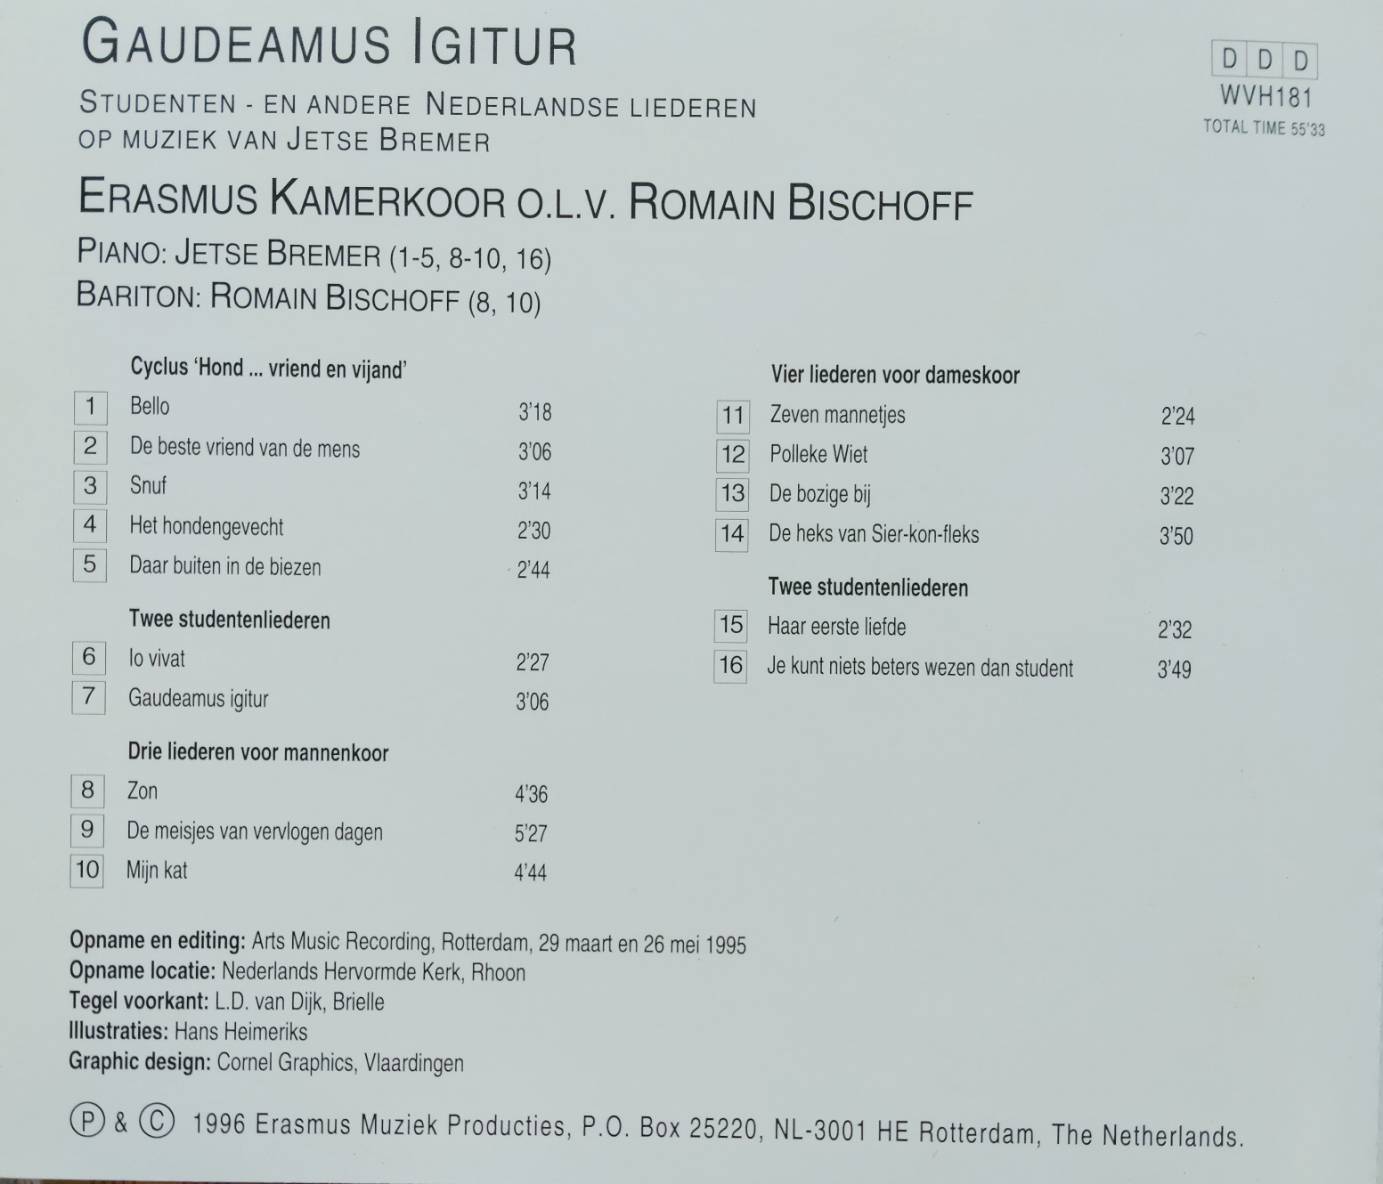 GAUDEAMUS IGITUR
STUDENTEN - EN ANDERE NEDERLANDSE LIEDEREN
OP MUZIEK VAN JETSE BREMER
ERASMUS KAMERKOOR O.L.V. ROMAIN BISCHOFF
PIANO: JETSE BREMER (1-5, 8-10, 16)
BARITON: ROMAIN BISCHOFF (8, 10)
D D D
WVH181
TOTAL TIME 55'33
Cyclus 'Hond ... vriend en vijand'
1 Bello 3'18
2 De beste vriend van de mens 3'06
3 Snuf 3'14
4 Het hondengevecht 2'30
5 Daar buiten in de biezen 2'44
Twee studentenliederen
6 Io vivat 2'27
7 Gaudeamus igitur 3'06
Drie liederen voor mannenkoor
8 Zon 4'36
9 De meisjes van vervlogen dagen 5'27
10 Mijn kat 4'44
Vier liederen voor dameskoor
11 Zeven mannetjes 2'24
12 Polleke Wiet 3'07
13 De bozige bij 3'22
14 De heks van Sier-kon-fleks 3'50
Twee studentenliederen
15 Haar eerste liefde 2'32
16 Je kunt niets beters wezen dan student 3'49
Opname en editing: Arts Music Recording, Rotterdam, 29 maart en 26 mei 1995
Opname locatie: Nederlands Hervormde Kerk, Rhoon
Tegel voorkant: L.D. van Dijk, Brielle
Illustraties: Hans Heimeriks
Graphic design: Cornel Graphics, Vlaardingen
Ⓟ & Ⓒ 1996 Erasmus Muziek Producties, P.O. Box 25220, NL-3001 HE Rotterdam, The Netherlands.